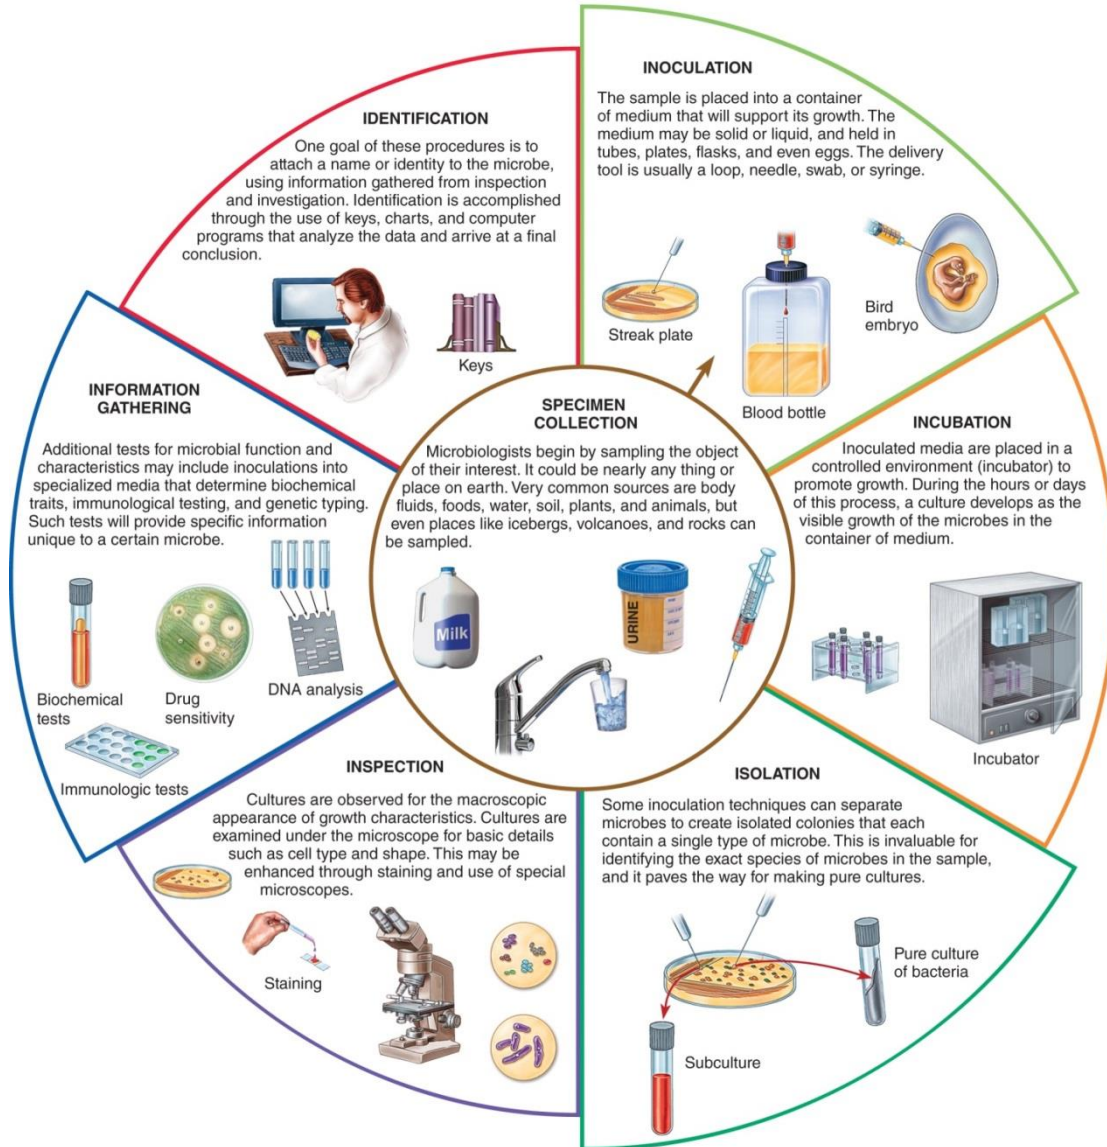 SPECIMEN
COLLECTION
Microbiologists begin by sampling the object
of their interest. It could be nearly any thing or
place on earth. Very common sources are body
fluids, foods, water, soil, plants, and animals, but
even places like icebergs, volcanoes, and rocks can
be sampled.
Milk
URINE
INOCULATION
The sample is placed into a container
of medium that will support its growth. The
medium may be solid or liquid, and held in
tubes, plates, flasks, and even eggs. The delivery
tool is usually a loop, needle, swab, or syringe.
Streak plate
Blood bottle
Bird
embryo
INCUBATION
Inoculated media are placed in a
controlled environment (incubator) to
promote growth. During the hours or days
of this process, a culture develops as the
visible growth of the microbes in the
container of medium.
Incubator
ISOLATION
Some inoculation techniques can separate
microbes to create isolated colonies that each
contain a single type of microbe. This is invaluable for
identifying the exact species of microbes in the sample,
and it paves the way for making pure cultures.
Pure culture
of bacteria
Subculture
INSPECTION
Cultures are observed for the macroscopic
appearance of growth characteristics. Cultures are
examined under the microscope for basic details
such as cell type and shape. This may be
enhanced through staining and use of special
microscopes.
Staining
INFORMATION
GATHERING
Additional tests for microbial function and
characteristics may include inoculations into
specialized media that determine biochemical
traits, immunological testing, and genetic typing.
Such tests will provide specific information
unique to a certain microbe.
Biochemical
tests
Drug
sensitivity
DNA analysis
Immunologic tests
IDENTIFICATION
One goal of these procedures is to
attach a name or identity to the microbe,
using information gathered from inspection
and investigation. Identification is accomplished
through the use of keys, charts, and computer
programs that analyze the data and arrive at a final
conclusion.
Keys